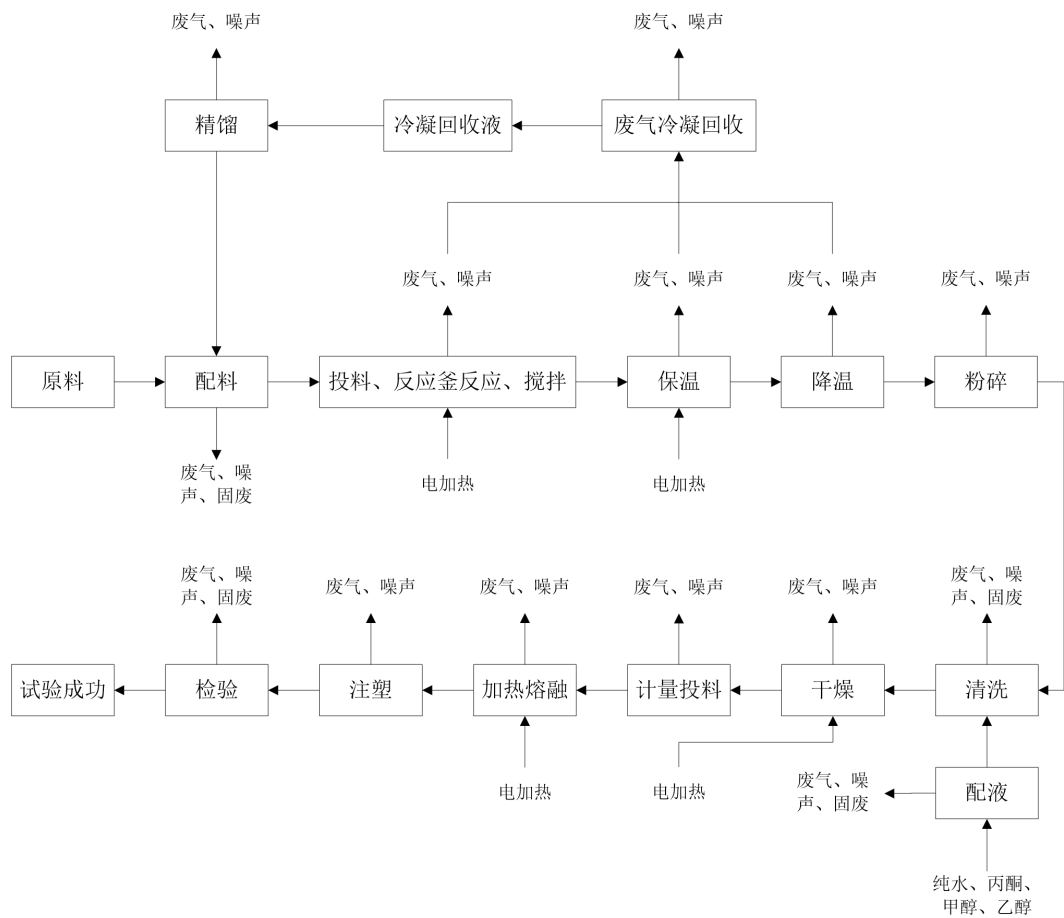 废气、噪声
废气、噪声
精馏
冷凝回收液
废气冷凝回收
废气、噪声
废气、噪声
废气、噪声
废气、噪声
原料
配料
投料、反应釜反应、搅拌
保温
降温
粉碎
废气、噪
声、固废
电加热
电加热
废气、噪
声、固废
废气、噪声
废气、噪声
废气、噪声
废气、噪声
废气、噪
声、固废
试验成功
检验
注塑
加热熔融
计量投料
干燥
清洗
电加热
电加热
废气、噪
声、固废
配液
纯水、丙酮、
甲醇、乙醇